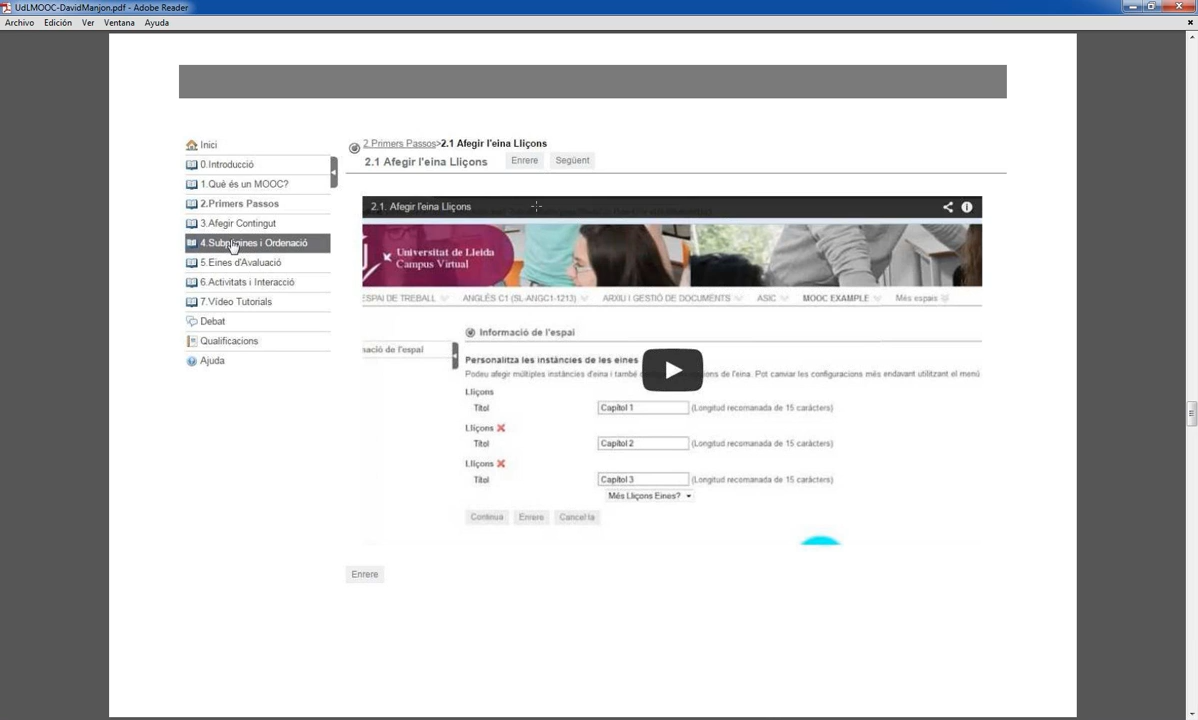 UdLMOOC-DavidManjon.pdf - Adobe Reader
Archivo Edición Ver Ventana Ayuda
Inici
0.Introducció
1.Què és un MOOC?
2.Primers Passos
3.Afegir Contingut
4.Subpàgines i Ordenació
5.Eines d'Avaluació
6.Activitats i Interacció
7.Vídeo Tutorials
Debat
Qualificacions
Ajuda
2.Primers Passos>2.1 Afegir l'eina Lliçons
2.1 Afegir l'eina Lliçons Enrere Següent
2.1. Afegir l'eina Lliçons
Universitat de Lleida
Campus Virtual
ESPAI DE TREBALL ANGLÈS C1 (SL-ANGC1-1213) ARXIU I GESTIÓ DE DOCUMENTS ASIC MOOC EXAMPLE Més espais
Informació de l'espai
mació de l'espai
Personalitza les instàncies de les eines
Podeu afegir múltiples instàncies d'eina i també de l'eina. Pot canviar les configuracions més endavant utilitzant el menú
Lliçons
Títol Capítol 1 (Longitud recomanada de 15 caràcters)
Lliçons
Títol Capítol 2 (Longitud recomanada de 15 caràcters)
Lliçons
Títol Capítol 3 (Longitud recomanada de 15 caràcters)
Més Lliçons Eines?
Continua Enrere Cancel·la
Enrere